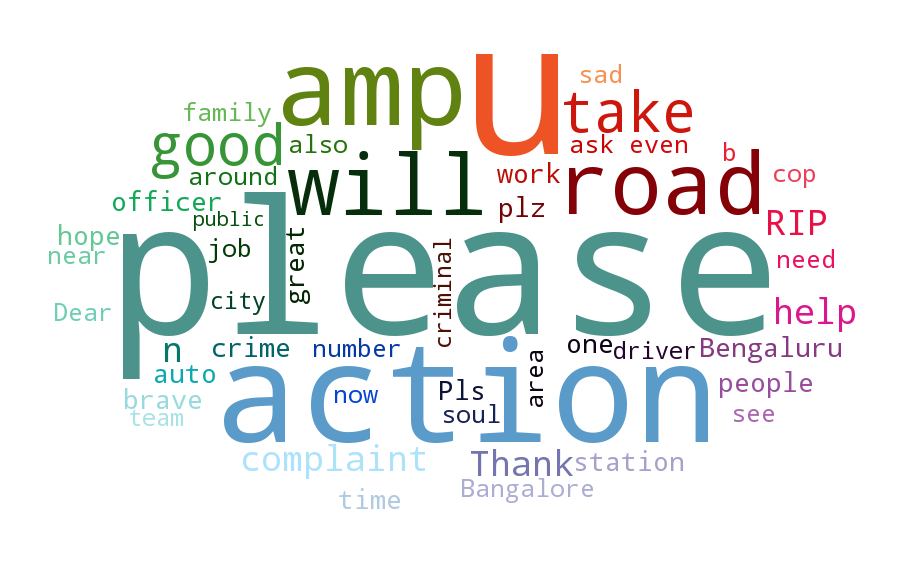 sad
amp u
family take
good also ask even b
will work road cop
around
officer public plz RIP
hope job great please criminal need
near
Dear city help
n crime number area one driver Bengaluru
auto action people
brave now Pls soul see
team
complaint Thank station
time Bangalore